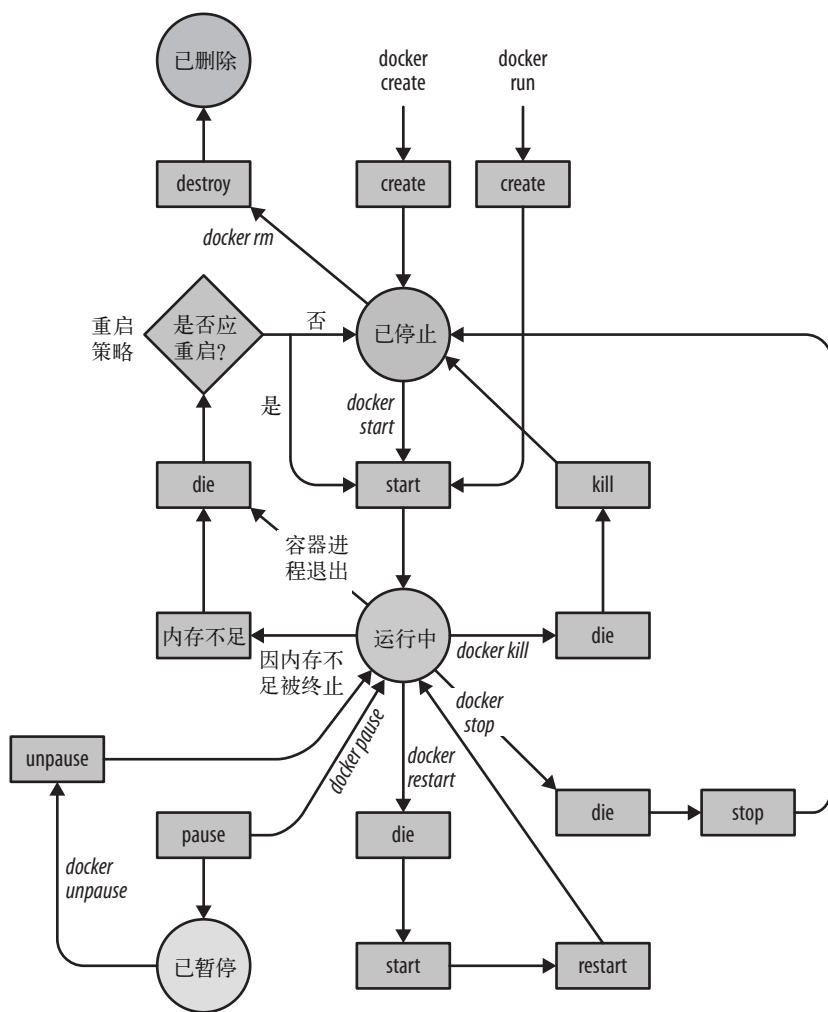 已删除
docker
create
docker
run
destroy
create
create
docker rm
重启
策略
是否应
重启?
否
已停止
是
docker
start
die
start
kill
容器进
程退出
内存不足
运行中
docker kill
die
因内存不
足被终止
docker
stop
unpause
docker pause
docker
restart
pause
die
die
stop
docker
unpause
已暂停
start
restart